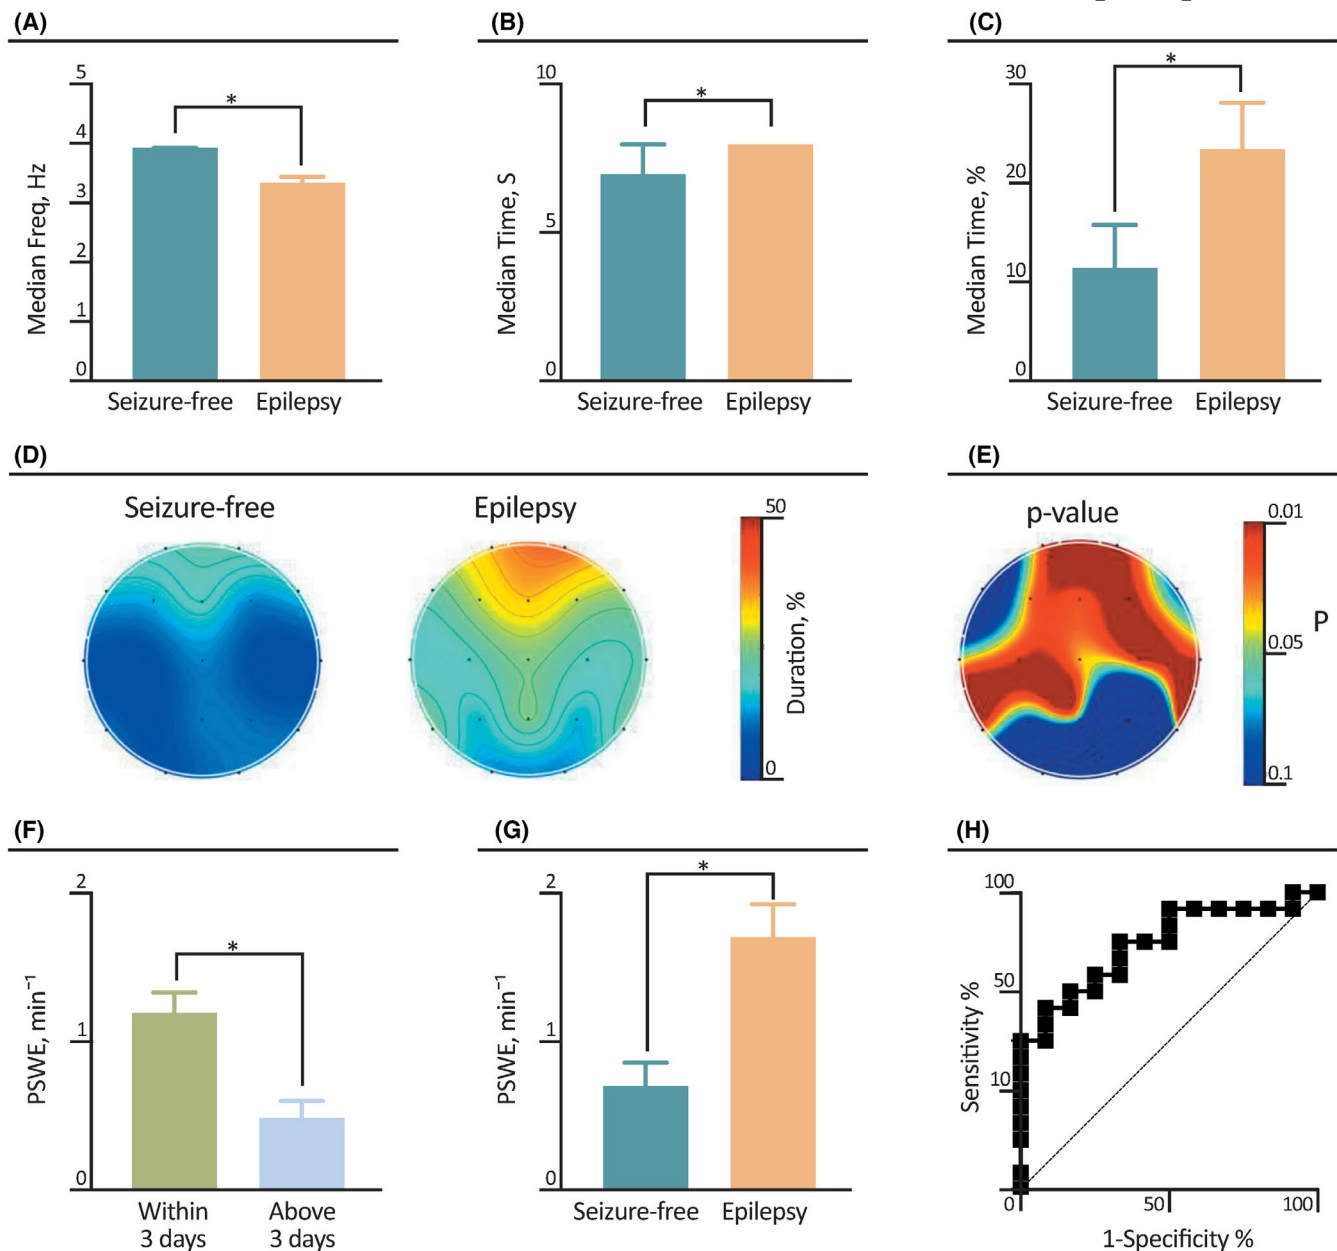 (A)
5
4
3
2
1
0
Median Freq, Hz
*
Seizure-free
Epilepsy
(B)
10
5
0
Median Time, S
*
Seizure-free
Epilepsy
(C)
30
20
10
0
Median Time, %
*
Seizure-free
Epilepsy
(D)
Seizure-free
Epilepsy
50
0
Duration, %
(E)
p-value
0.01
0.05
0.1
P
(F)
2
1
0
PSWE, min⁻¹
*
Within
3 days
Above
3 days
(G)
2
1
0
PSWE, min⁻¹
*
Seizure-free
Epilepsy
(H)
100
50
10
Sensitivity %
0
50
100
1-Specificity %